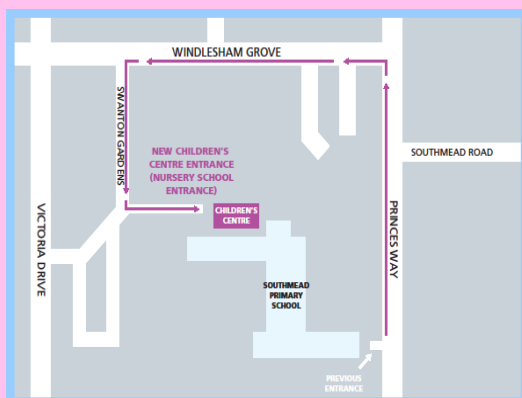 WINDLESHAM GROVE
SWANTON GARDENS
NEW CHILDREN'S
CENTRE ENTRANCE
(NURSERY SCHOOL
ENTRANCE)
SOUTHMEAD ROAD
VICTORIA DRIVE
CHILDREN'S
CENTRE
PRINCES WAY
SOUTHMEAD
PRIMARY
SCHOOL
PREVIOUS
ENTRANCE